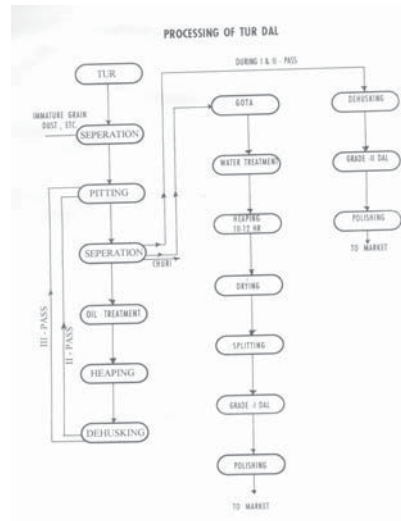 PROCESSING OF TUR DAL
DURING I & II - PASS
TUR
IMMATURE GRAIN
DUST, ETC
SEPERATION
PITTING
SEPERATION
CHURI
OIL TREATMENT
HEAPING
DEHUSKING
III - PASS
II - PASS
GOTA
WATER TREATMENT
HEAPING
10-12 HR
DRYING
SPLITTING
GRADE -I DAL
POLISHING
TO MARKET
DEHUSKING
GRADE -II DAL
POLISHING
TO MARKET